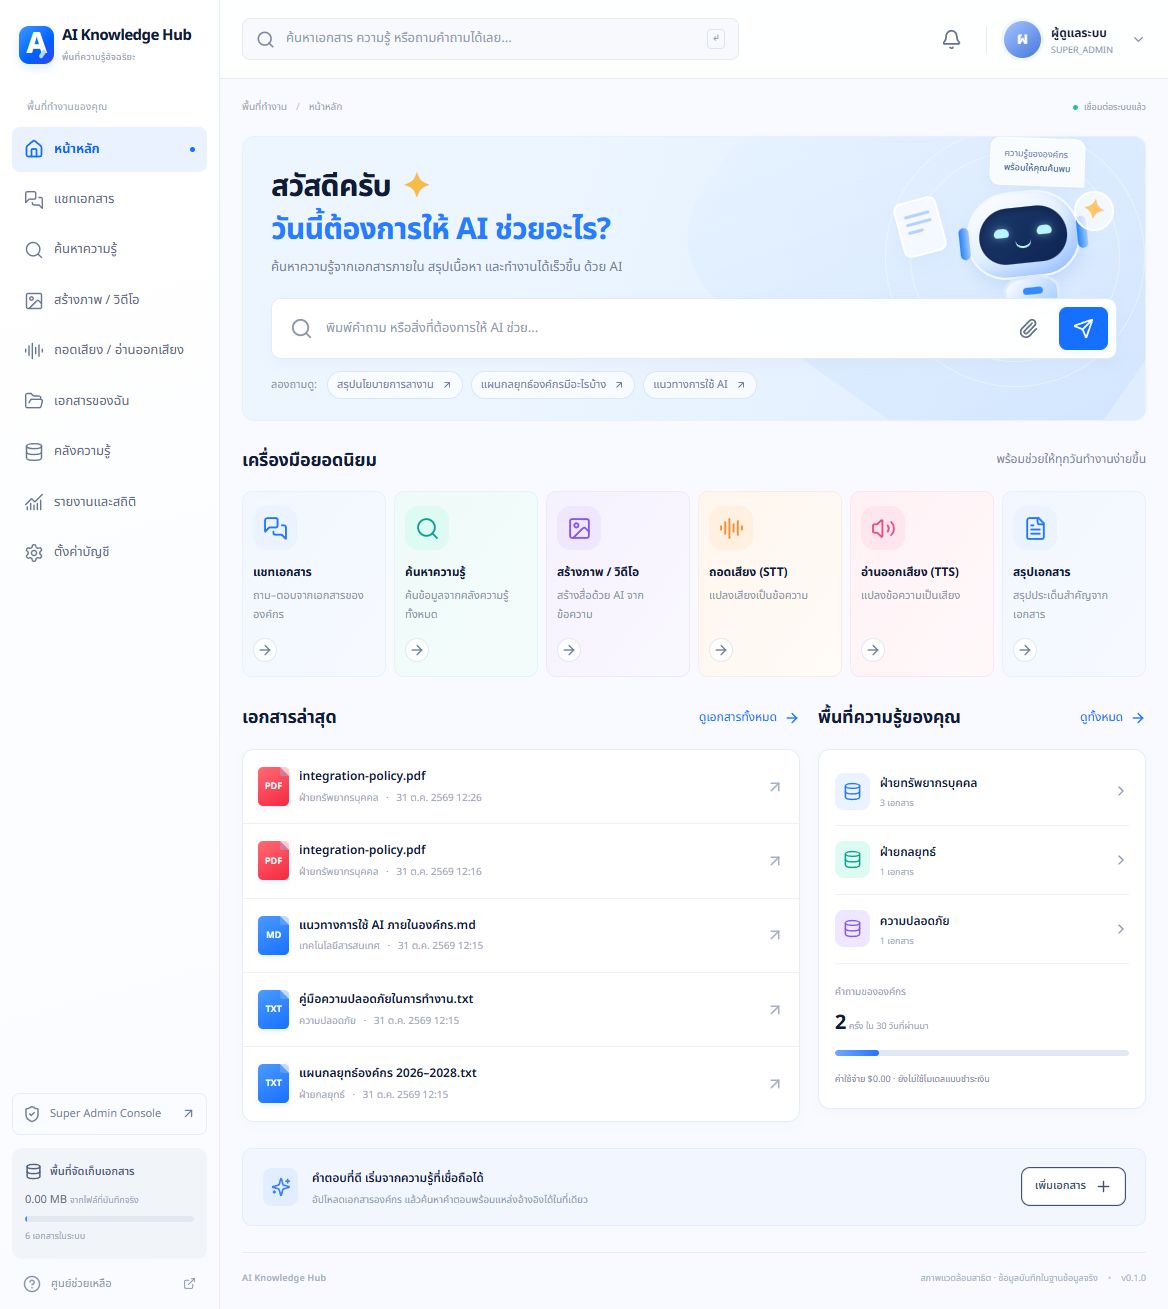 AI Knowledge Hub
พื้นที่ความรู้อัจฉริยะ
พื้นที่ทำงานของคุณ
หน้าหลัก
แชทเอกสาร
ค้นหาความรู้
สร้างภาพ / วิดีโอ
ถอดเสียง / อ่านออกเสียง
เอกสารของฉัน
คลังความรู้
รายงานและสถิติ
ตั้งค่าบัญชี
Super Admin Console
พื้นที่จัดเก็บเอกสาร
0.00 MB จากไฟล์ที่บันทึกจริง
6 เอกสารในระบบ
ศูนย์ช่วยเหลือ
ค้นหาเอกสาร ความรู้ หรือถามคำถามได้เลย...
ผ
ผู้ดูแลระบบ
SUPER_ADMIN
พื้นที่ทำงาน / หน้าหลัก
เชื่อมต่อระบบแล้ว
สวัสดีครับ
วันนี้ต้องการให้ AI ช่วยอะไร?
ค้นหาความรู้จากเอกสารภายใน สรุปเนื้อหา และทำงานได้เร็วขึ้น ด้วย AI
ความรู้ขององค์กร
พร้อมให้คุณค้นพบ
พิมพ์คำถาม หรือสิ่งที่ต้องการให้ AI ช่วย...
ลองถามดู:
สรุปนโยบายการลางาน
แผนกลยุทธ์องค์กรมีอะไรบ้าง
แนวทางการใช้ AI
เครื่องมือยอดนิยม
พร้อมช่วยให้ทุกวันทำงานง่ายขึ้น
แชทเอกสาร
ถาม-ตอบจากเอกสารของ
องค์กร
ค้นหาความรู้
ค้นข้อมูลจากคลังความรู้
ทั้งหมด
สร้างภาพ / วิดีโอ
สร้างสื่อด้วย AI จาก
ข้อความ
ถอดเสียง (STT)
แปลงเสียงเป็นข้อความ
อ่านออกเสียง (TTS)
แปลงข้อความเป็นเสียง
สรุปเอกสาร
สรุปประเด็นสำคัญจาก
เอกสาร
เอกสารล่าสุด
ดูเอกสารทั้งหมด
PDF
integration-policy.pdf
ฝ่ายทรัพยากรบุคคล · 31 ต.ค. 2569 12:26
PDF
integration-policy.pdf
ฝ่ายทรัพยากรบุคคล · 31 ต.ค. 2569 12:16
MD
แนวทางการใช้ AI ภายในองค์กร.md
เทคโนโลยีสารสนเทศ · 31 ต.ค. 2569 12:15
TXT
คู่มือความปลอดภัยในการทำงาน.txt
ความปลอดภัย · 31 ต.ค. 2569 12:15
TXT
แผนกลยุทธ์องค์กร 2026–2028.txt
ฝ่ายกลยุทธ์ · 31 ต.ค. 2569 12:15
พื้นที่ความรู้ของคุณ
ดูทั้งหมด
ฝ่ายทรัพยากรบุคคล
3 เอกสาร
ฝ่ายกลยุทธ์
1 เอกสาร
ความปลอดภัย
1 เอกสาร
คำถามขององค์กร
2 ครั้ง ใน 30 วันที่ผ่านมา
ค่าใช้จ่าย $0.00 · ยังไม่ใช้โมเดลแบบชำระเงิน
คำตอบที่ดี เริ่มจากความรู้ที่เชื่อถือได้
อัปโหลดเอกสารองค์กร แล้วค้นหาคำตอบพร้อมแหล่งอ้างอิงได้ในที่เดียว
เพิ่มเอกสาร
AI Knowledge Hub
สภาพแวดล้อมสาธิต · ข้อมูลบันทึกในฐานข้อมูลจริง • v0.1.0